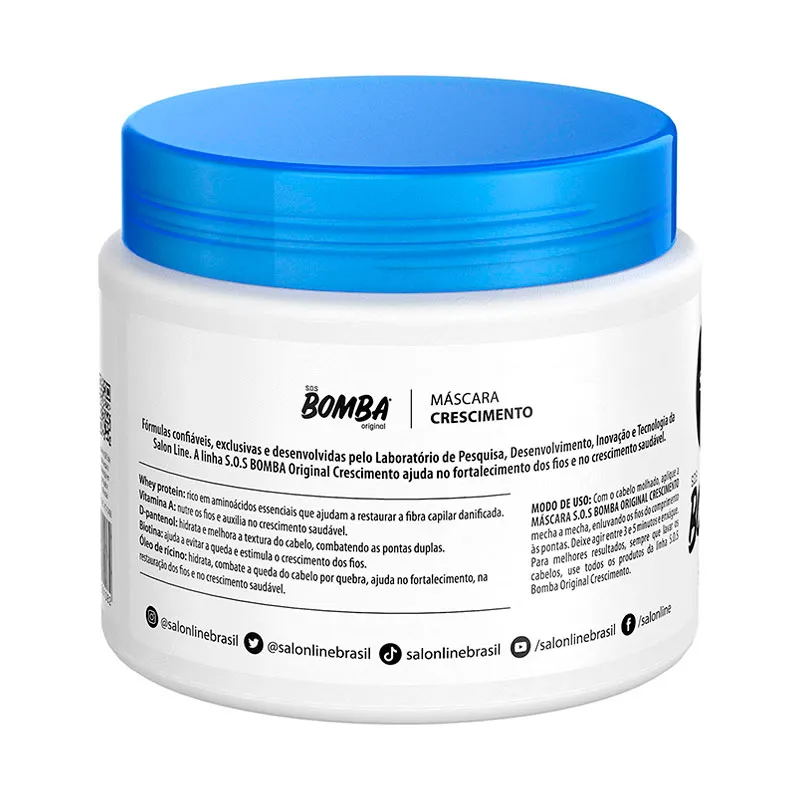 S.O.S
BOMBA
original
MÁSCARA
CRESCIMENTO
Fórmulas confiáveis, exclusivas e desenvolvidas pelo Laboratório de Pesquisa, Desenvolvimento, Inovação e Tecnologia da
Salon Line. A linha S.O.S BOMBA Original Crescimento ajuda no fortalecimento dos fios e no crescimento saudável.
Whey protein: rico em aminoácidos essenciais que ajudam a restaurar a fibra capilar danificada.
Vitamina A: nutre os fios e auxilia no crescimento saudável.
D-pantenol: hidrata e melhora a textura do cabelo, combatendo as pontas duplas.
Biotina: ajuda a evitar a queda e estimula o crescimento dos fios.
Óleo de rícino: hidrata, combate a queda do cabelo por quebra, ajuda no fortalecimento, na
restauração dos fios e no crescimento saudável.
MODO DE USO: Com o cabelo molhado, aplique a
MÁSCARA S.O.S BOMBA ORIGINAL CRESCIMENTO
mecha a mecha, enluvando os fios do comprimento
às pontas. Deixe agir entre 3 e 5 minutos e enxágue.
Para melhores resultados, sempre que lavar os
cabelos, use todos os produtos da linha S.O.S
Bomba Original Crescimento.
@salonlinebrasil
@salonlinebrasil
salonlinebrasil
/salonlinebrasil
/salonline